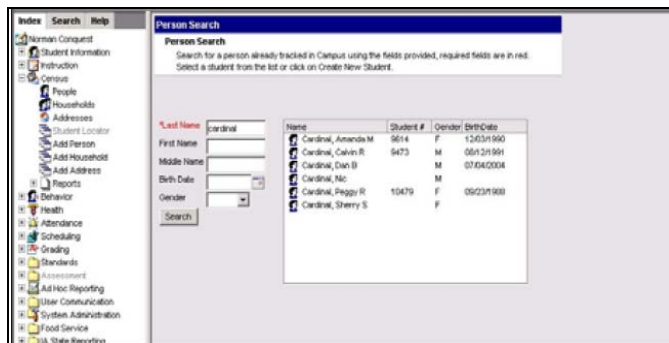 Index Search Help
Norman Conquest
Student Information
Instruction
Census
People
Households
Addresses
Student Locator
Add Person
Add Household
Add Address
Reports
Behavior
Health
Attendance
Scheduling
Grading
Standards
Assessment
Ad Hoc Reporting
User Communication
System Administration
Food Service
IA State Reporting
Person Search
Person Search
Search for a person already tracked in Campus using the fields provided, required fields are in red.
Select a student from the list or click on Create New Student.
*Last Name cardinal
First Name
Middle Name
Birth Date
Gender
Search
Name Student # Gender BirthDate
Cardinal, Amanda M 9614 F 12/03/1990
Cardinal, Calvin R 9473 M 08/12/1991
Cardinal, Dan B M 07/04/2004
Cardinal, Nic M
Cardinal, Peggy R 10479 F 09/23/1988
Cardinal, Sherry S F